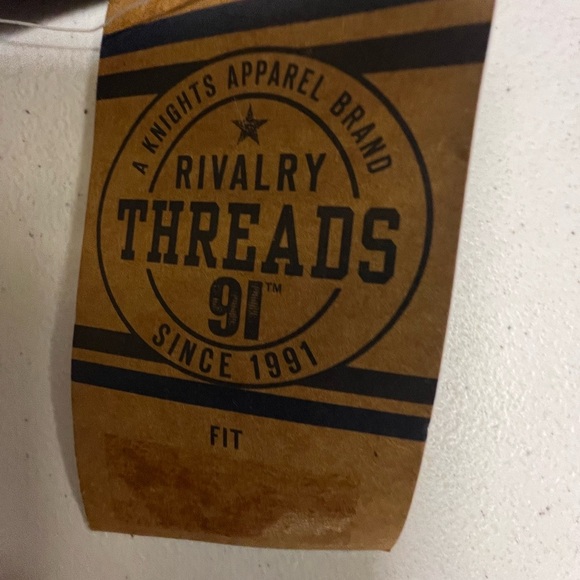 A KNIGHTS APPAREL BRAND
RIVALRY
THREADS
91™
SINCE 1991
FIT